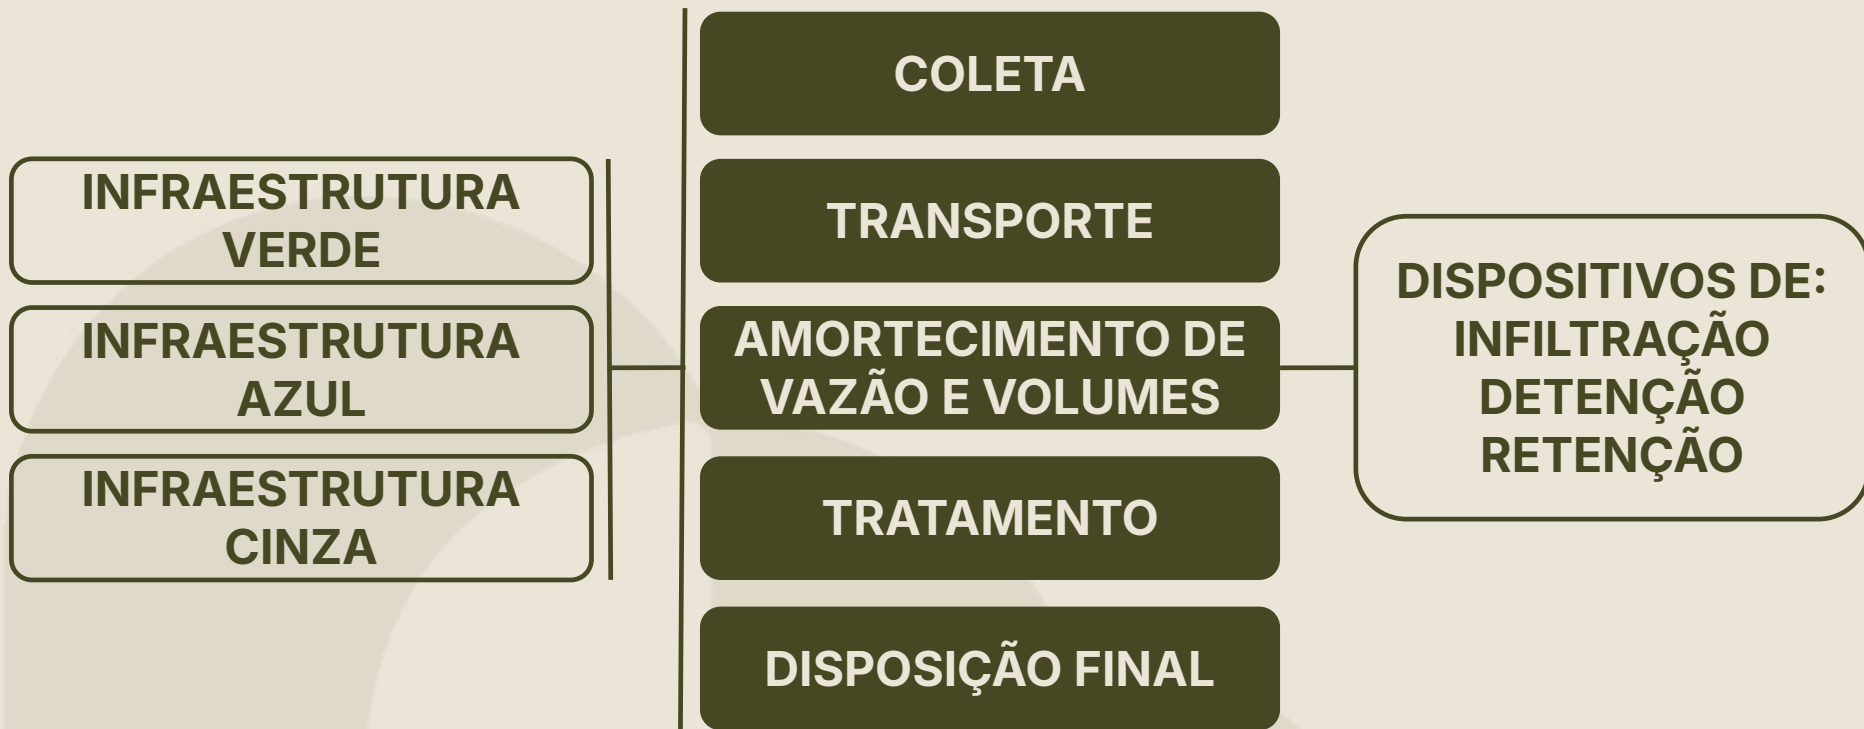 INFRAESTRUTURA
VERDE
INFRAESTRUTURA
AZUL
INFRAESTRUTURA
CINZA
COLETA
TRANSPORTE
AMORTECIMENTO DE
VAZÃO E VOLUMES
TRATAMENTO
DISPOSIÇÃO FINAL
DISPOSITIVOS DE:
INFILTRAÇÃO
DETENÇÃO
RETENÇÃO